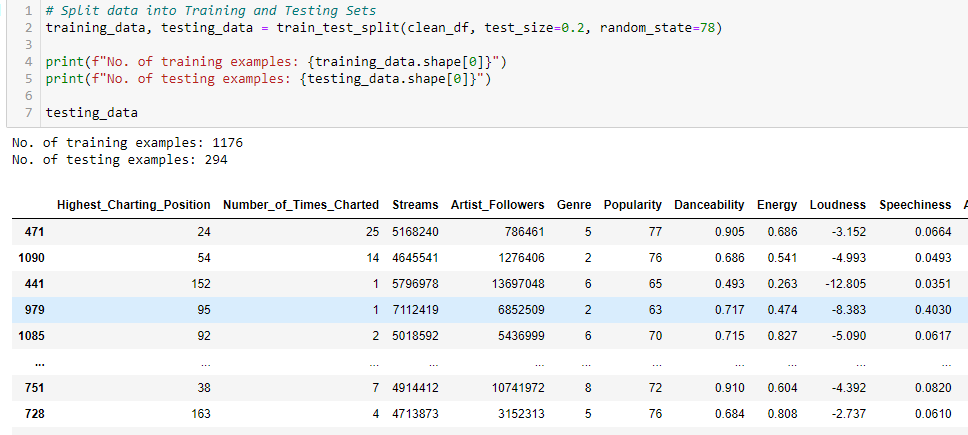 1 # Split data into Training and Testing Sets
2 training_data, testing_data = train_test_split(clean_df, test_size=0.2, random_state=78)
3
4 print(f"No. of training examples: {training_data.shape[0]}")
5 print(f"No. of testing examples: {testing_data.shape[0]}")
6
7 testing_data
No. of training examples: 1176
No. of testing examples: 294
Highest_Charting_Position Number_of_Times_Charted Streams Artist_Followers Genre Popularity Danceability Energy Loudness Speechiness
471 24 25 5168240 786461 5 77 0.905 0.686 -3.152 0.0664
1090 54 14 4645541 1276406 2 76 0.686 0.541 -4.993 0.0493
441 152 1 5796978 13697048 6 65 0.493 0.263 -12.805 0.0351
979 95 1 7112419 6852509 2 63 0.717 0.474 -8.383 0.4030
1085 92 2 5018592 5436999 6 70 0.715 0.827 -5.090 0.0617
... ... ... ... ... ... ... ... ... ... ...
751 38 7 4914412 10741972 8 72 0.910 0.604 -4.392 0.0820
728 163 4 4713873 3152313 5 76 0.684 0.808 -2.737 0.0610